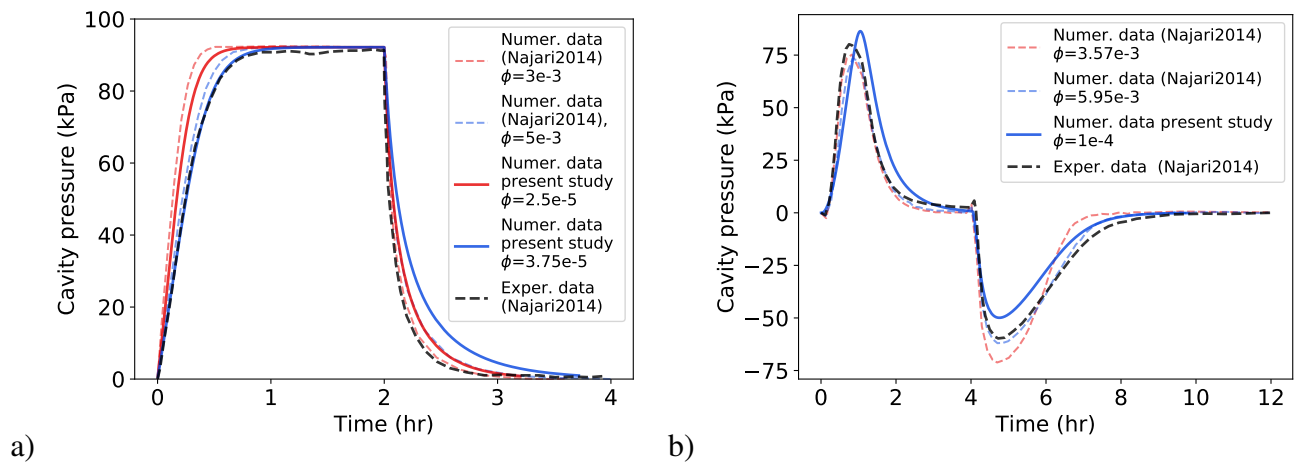 100
80
60
40
20
0
Cavity pressure (kPa)
0
1
2
3
4
Time (hr)
Numer. data
(Najari2014)
ϕ=3e-3
Numer. data
(Najari2014),
ϕ=5e-3
Numer. data
present study
ϕ=2.5e-5
Numer. data
present study
ϕ=3.75e-5
Exper. data
(Najari2014)
a)
75
50
25
0
−25
−50
−75
Cavity pressure (kPa)
0
2
4
6
8
10
12
Time (hr)
Numer. data (Najari2014)
ϕ=3.57e-3
Numer. data (Najari2014)
ϕ=5.95e-3
Numer. data present study
ϕ=1e-4
Exper. data (Najari2014)
b)